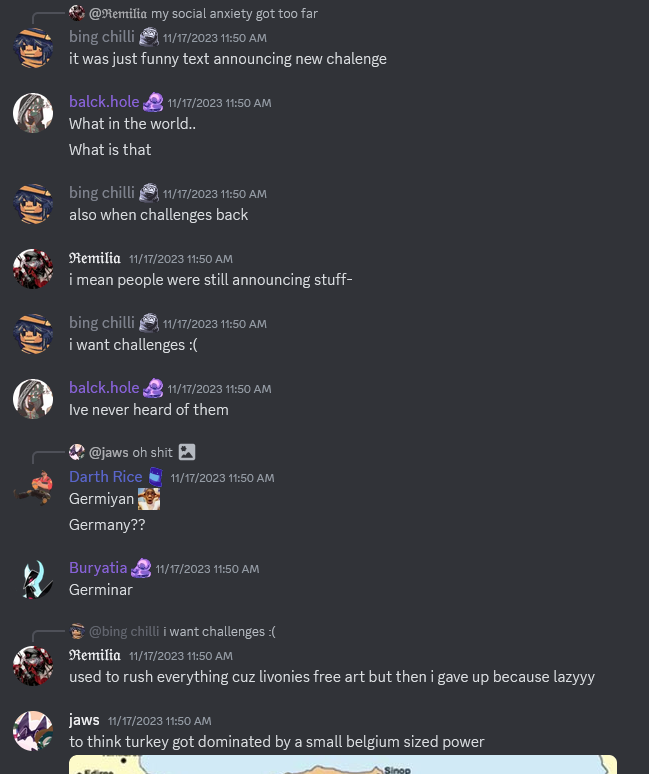 @Remilia my social anxiety got too far
bing chilli 11/17/2023 11:50 AM
it was just funny text announcing new chalenge
balck.hole 11/17/2023 11:50 AM
What in the world..
What is that
bing chilli 11/17/2023 11:50 AM
also when challenges back
Remilia 11/17/2023 11:50 AM
i mean people were still announcing stuff-
bing chilli 11/17/2023 11:50 AM
i want challenges :(
balck.hole 11/17/2023 11:50 AM
Ive never heard of them
@jaws oh shit
Darth Rice 11/17/2023 11:50 AM
Germiyan
Germany??
Buryatia 11/17/2023 11:50 AM
Germinar
@bing chilli i want challenges :(
Remilia 11/17/2023 11:50 AM
used to rush everything cuz livonies free art but then i gave up because lazyyy
jaws 11/17/2023 11:50 AM
to think turkey got dominated by a small belgium sized power
Sinop